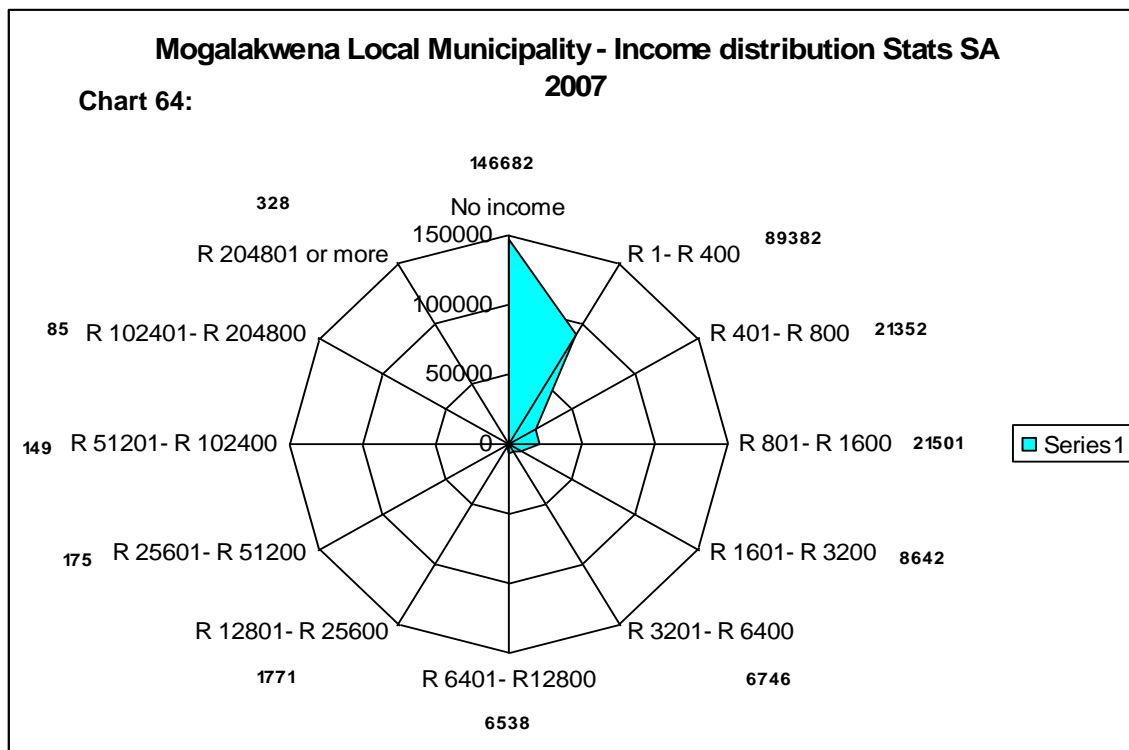 Mogalakwena Local Municipality - Income distribution Stats SA
2007
Chart 64:
146682
No income
328
89382
150000
R 204801 or more
R 1- R 400
100000
85
R 102401- R 204800
R 401- R 800
21352
50000
149
R 51201- R 102400
0
R 801- R 1600
21501
Series1
175
R 25601- R 51200
R 1601- R 3200
8642
R 12801- R 25600
R 3201- R 6400
1771
R 6401- R12800
6746
6538